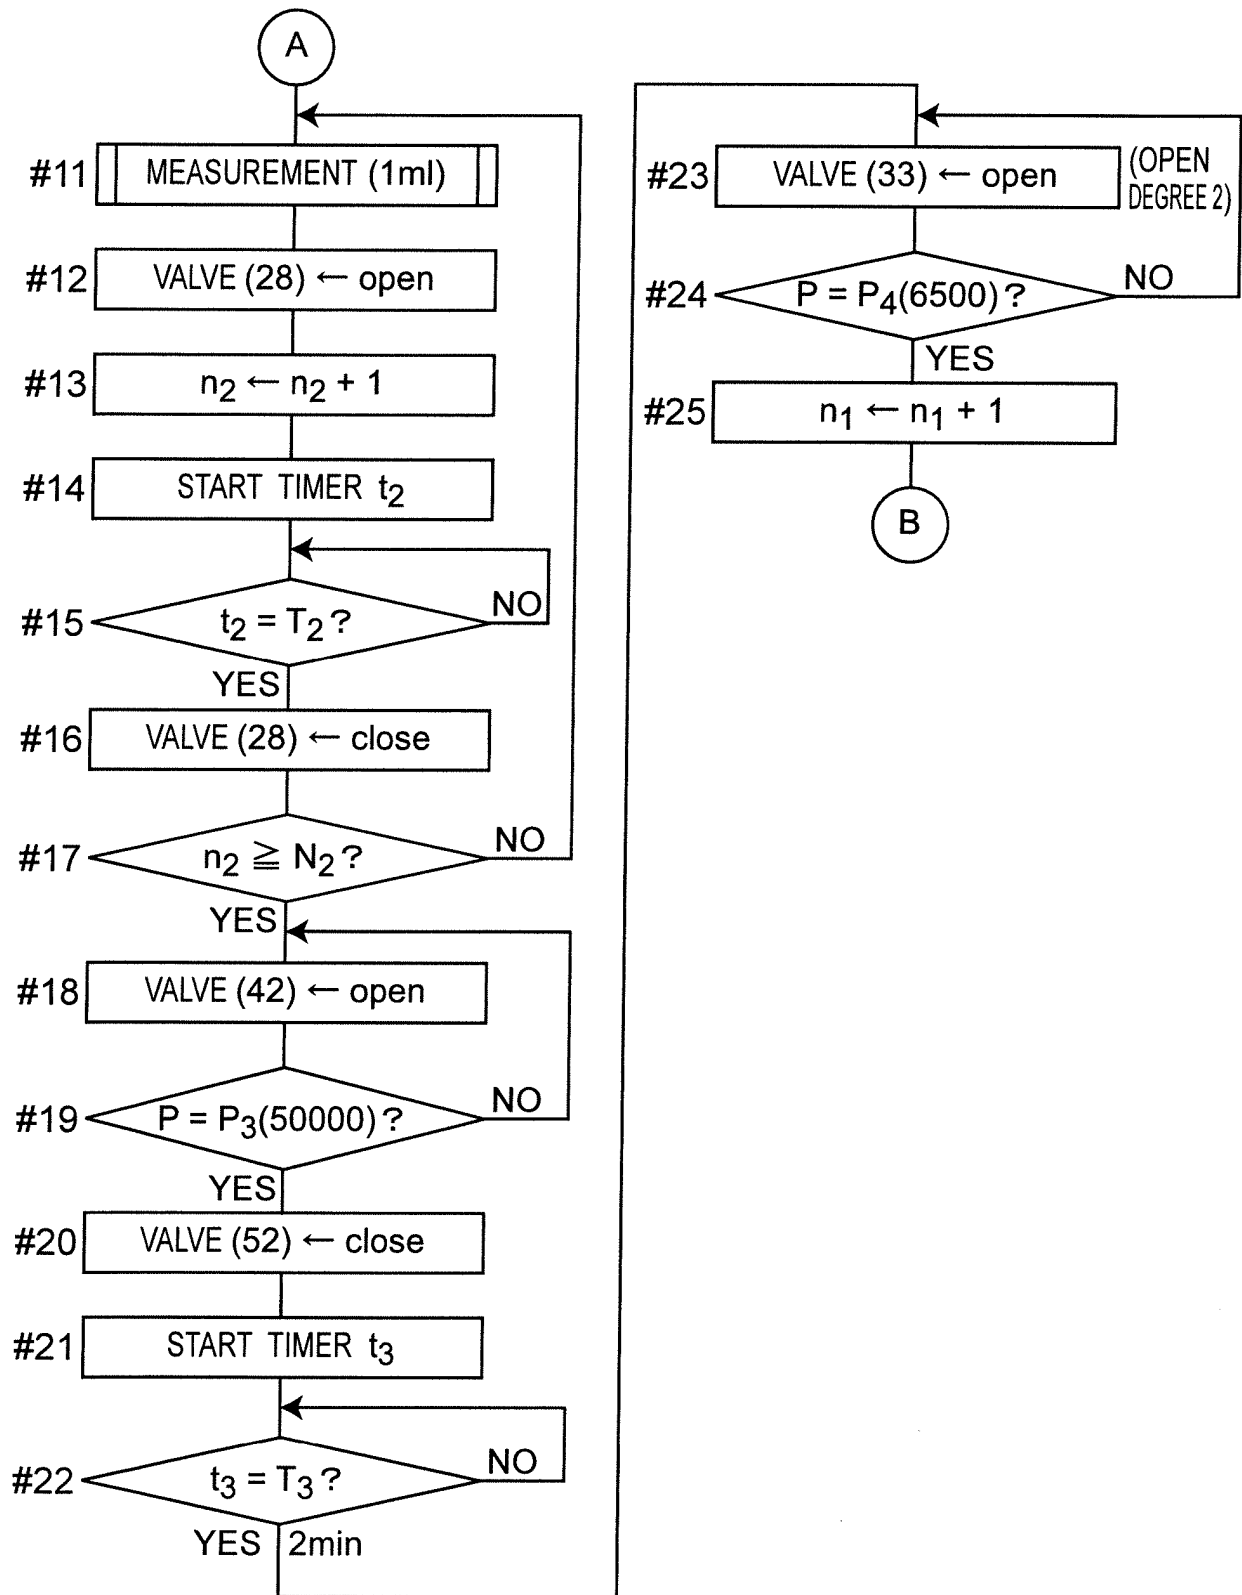 A
#11 MEASUREMENT (1ml)
#12 VALVE (28) ← open
#13 n2 ← n2 + 1
#14 START TIMER t2
#15 t2 = T2 ? NO
YES
#16 VALVE (28) ← close
#17 n2 ≧ N2 ? NO
YES
#18 VALVE (42) ← open
#19 P = P3(50000) ? NO
YES
#20 VALVE (52) ← close
#21 START TIMER t3
#22 t3 = T3 ? NO
YES 2min
#23 VALVE (33) ← open (OPEN
DEGREE 2)
#24 P = P4(6500) ? NO
YES
#25 n1 ← n1 + 1
B